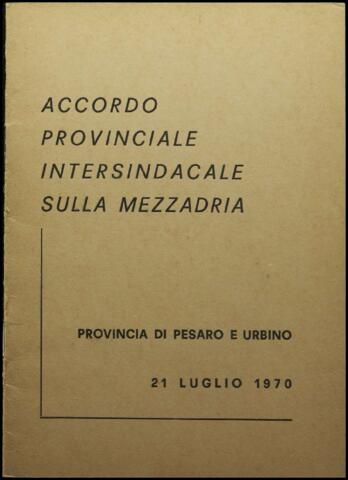 ACCORDO
PROVINCIALE
INTERSINDACALE
SULLA MEZZADRIA
PROVINCIA DI PESARO E URBINO
21 LUGLIO 1970